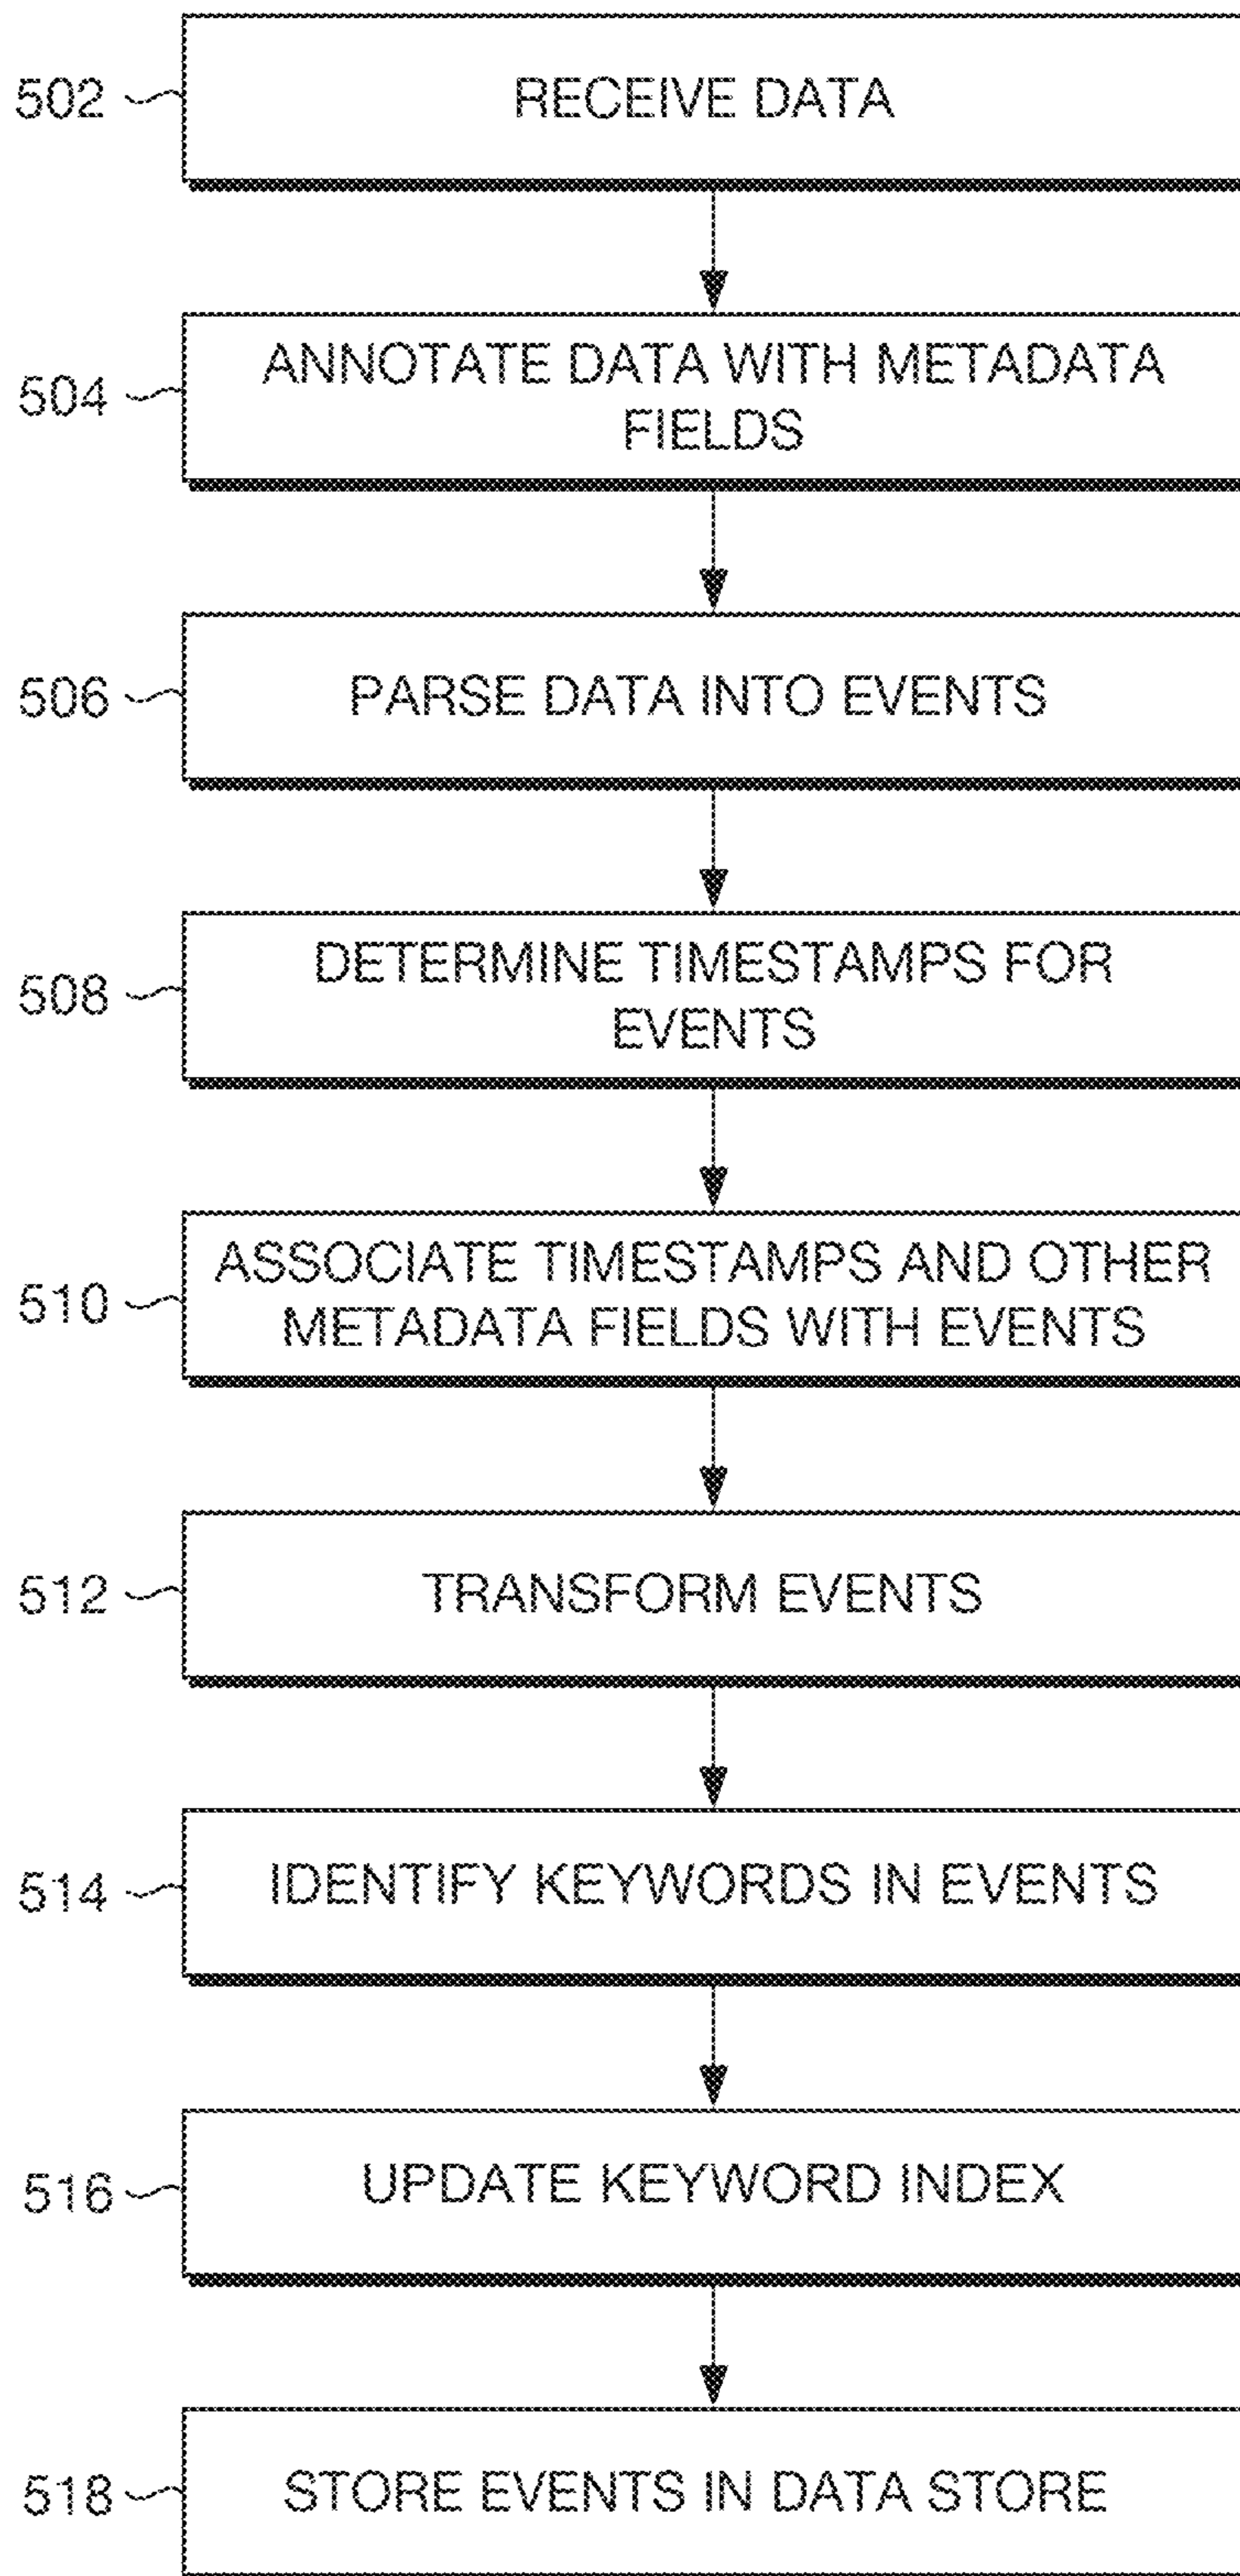 502
RECEIVE DATA
504
ANNOTATE DATA WITH METADATA
FIELDS
506
PARSE DATA INTO EVENTS
508
DETERMINE TIMESTAMPS FOR
EVENTS
510
ASSOCIATE TIMESTAMPS AND OTHER
METADATA FIELDS WITH EVENTS
512
TRANSFORM EVENTS
514
IDENTIFY KEYWORDS IN EVENTS
516
UPDATE KEYWORD INDEX
518
STORE EVENTS IN DATA STORE